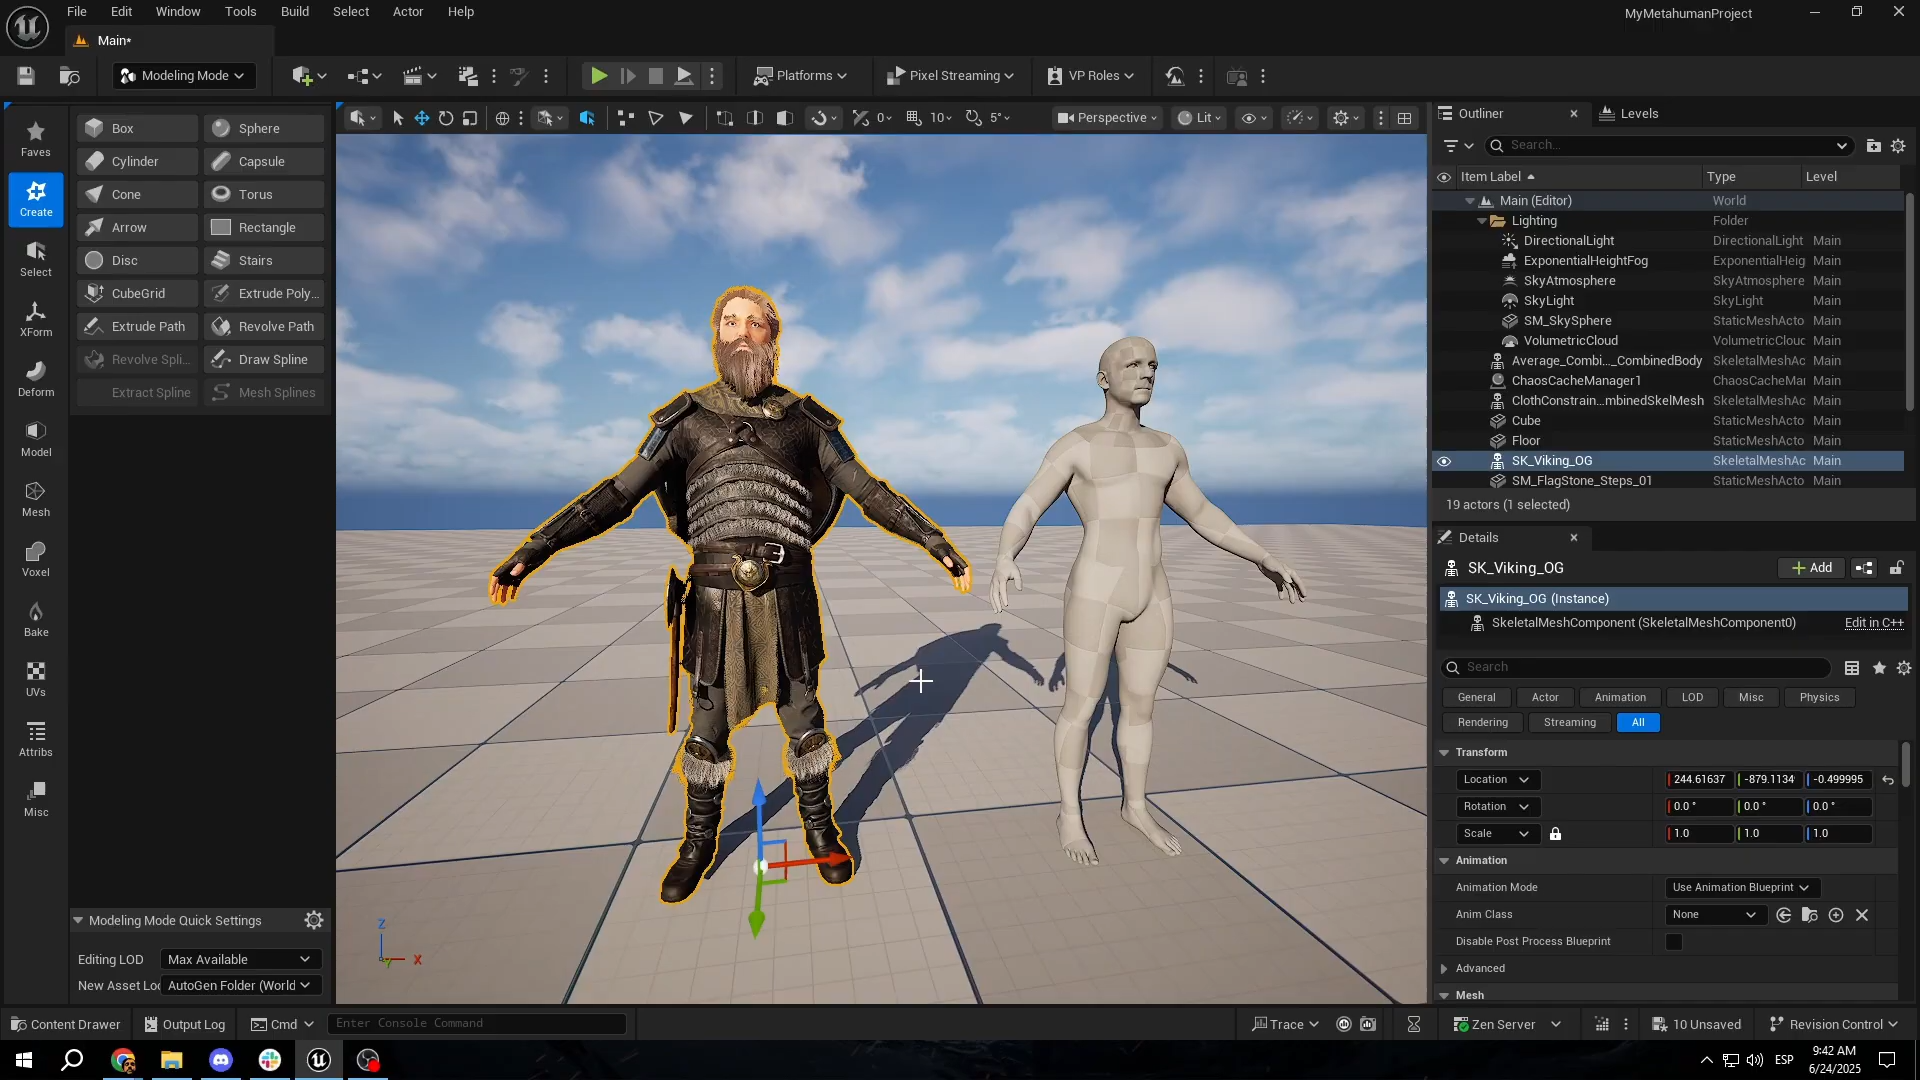 File Edit Window Tools Build Select Actor Help
MyMetahumanProject
Main*
Modeling Mode
Platforms
Pixel Streaming
VP Roles
Faves
Create
Select
XForm
Deform
Model
Mesh
Voxel
Bake
UVs
Attribs
Misc
Box Sphere
Cylinder Capsule
Cone Torus
Arrow Rectangle
Disc Stairs
CubeGrid Extrude Poly...
Extrude Path Revolve Path
Revolve Spli... Draw Spline
Extract Spline Mesh Splines
Modeling Mode Quick Settings
Editing LOD Max Available
New Asset Loc AutoGen Folder (World
0 10 5°
Perspective
Lit
Z
X
Outliner
Levels
Search...
Item Label Type Level
Main (Editor) World
Lighting Folder
DirectionalLight DirectionalLight Main
ExponentialHeightFog ExponentialHeig Main
SkyAtmosphere SkyAtmosphere Main
SkyLight SkyLight Main
SM_SkySphere StaticMeshActo Main
VolumetricCloud VolumetricClouc Main
Average_Combi..._CombinedBody SkeletalMeshAc Main
ChaosCacheManager1 ChaosCacheMar Main
ClothConstrain...mbinedSkelMesh SkeletalMeshAc Main
Cube StaticMeshActo Main
Floor StaticMeshActo Main
SK_Viking_OG SkeletalMeshAc Main
SM_FlagStone_Steps_01 StaticMeshActo Main
19 actors (1 selected)
Details
SK_Viking_OG
Add
SK_Viking_OG (Instance)
SkeletalMeshComponent (SkeletalMeshComponent0) Edit in C++
Search
General Actor Animation LOD Misc Physics
Rendering Streaming All
Transform
Location 244.61637 -879.1134 -0.499995
Rotation 0.0 ° 0.0 ° 0.0 °
Scale 1.0 1.0 1.0
Animation
Animation Mode Use Animation Blueprint
Anim Class None
Disable Post Process Blueprint
Advanced
Mesh
Content Drawer
Output Log
Cmd
Enter Console Command
Trace
Zen Server
10 Unsaved
Revision Control
ESP
9:42 AM
6/24/2025